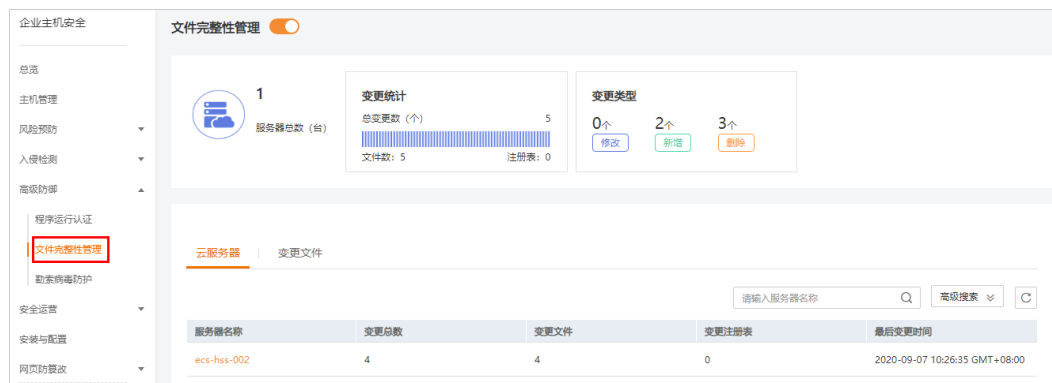 企业主机安全
总览
主机管理
风险预防
入侵检测
高级防御
程序运行认证
文件完整性管理
勒索病毒防护
安全运营
安装与配置
网页防篡改
文件完整性管理
1
服务器总数（台）
变更统计
总变更数（个） 5
文件数：5 注册表：0
变更类型
0个 2个 3个
修改 新增 删除
云服务器 变更文件
请输入服务器名称 高级搜索
服务器名称 变更总数 变更文件 变更注册表 最后变更时间
ecs-hss-002 4 4 0 2020-09-07 10:26:35 GMT+08:00